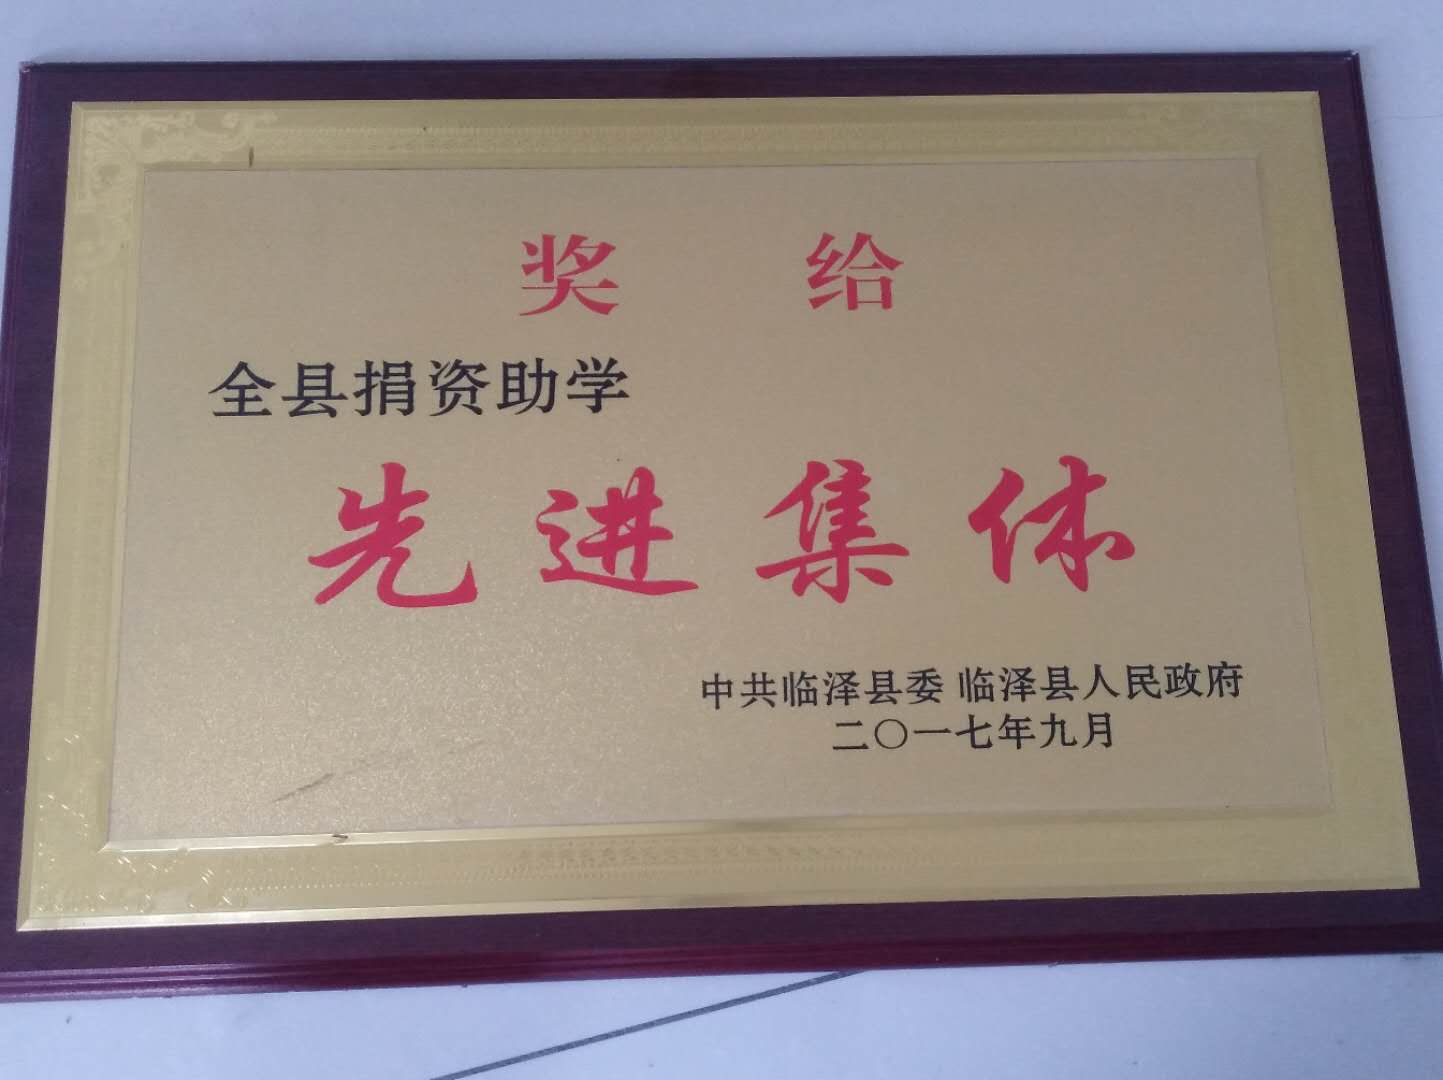 奖给
全县捐资助学
先进集体
中共临泽县委 临泽县人民政府
二〇一七年九月